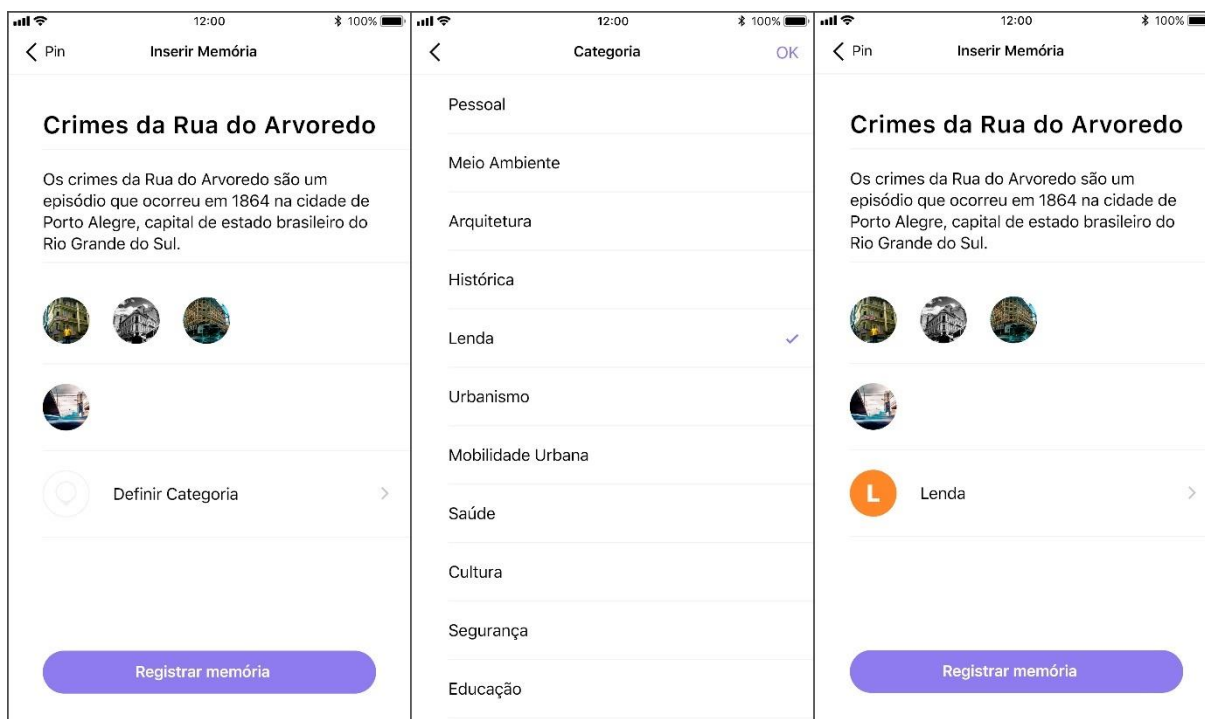 12:00
100%
Pin
Inserir Memória
Crimes da Rua do Arvoredo
Os crimes da Rua do Arvoredo são um
episódio que ocorreu em 1864 na cidade de
Porto Alegre, capital de estado brasileiro do
Rio Grande do Sul.
Definir Categoria
Registrar memória
12:00
100%
Categoria
OK
Pessoal
Meio Ambiente
Arquitetura
Histórica
Lenda
Urbanismo
Mobilidade Urbana
Saúde
Cultura
Segurança
Educação
12:00
100%
Pin
Inserir Memória
Crimes da Rua do Arvoredo
Os crimes da Rua do Arvoredo são um
episódio que ocorreu em 1864 na cidade de
Porto Alegre, capital de estado brasileiro do
Rio Grande do Sul.
L
Lenda
Registrar memória